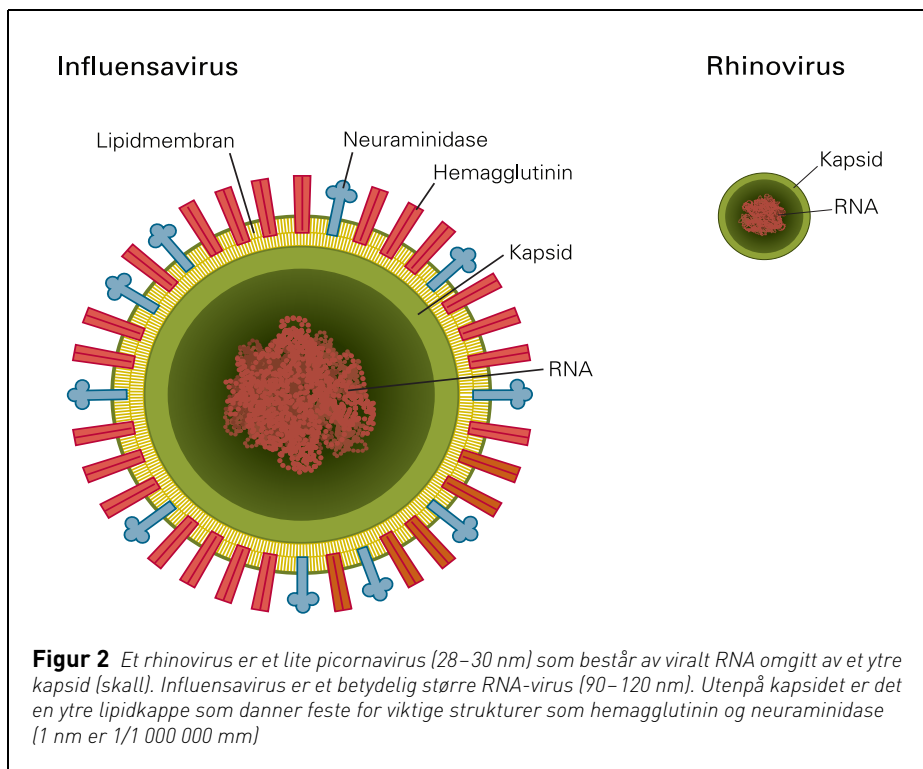 Influensavirus
Rhinovirus
Lipidmembran
Neuraminidase
Hemagglutinin
Kapsid
RNA
Kapsid
RNA
Figur 2 Et rhinovirus er et lite picornavirus (28–30 nm) som består av viralt RNA omgitt av et ytre
kapsid (skall). Influensavirus er et betydelig større RNA-virus (90–120 nm). Utenpå kapsidet er det
en ytre lipidkappe som danner feste for viktige strukturer som hemagglutinin og neuraminidase
(1 nm er 1/1 000 000 mm)